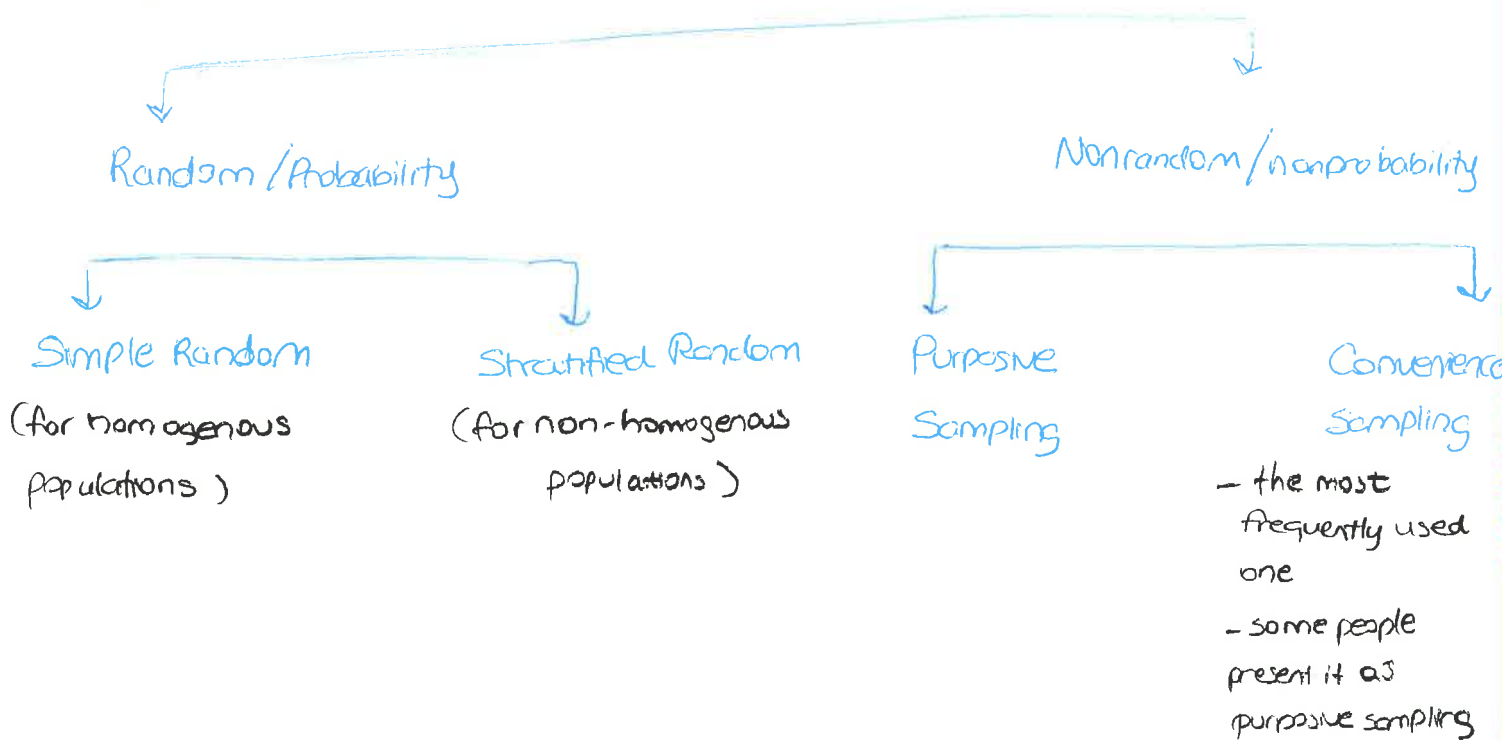 Random/Probability
Nonrandom/nonprobability
Simple Random
(for homogenous
populations)
Stratified Random
(for non-homogenous
populations)
Purposive
Sampling
Convenience
Sampling
- the most
frequently used
one
- some people
present it as
purposive sampling